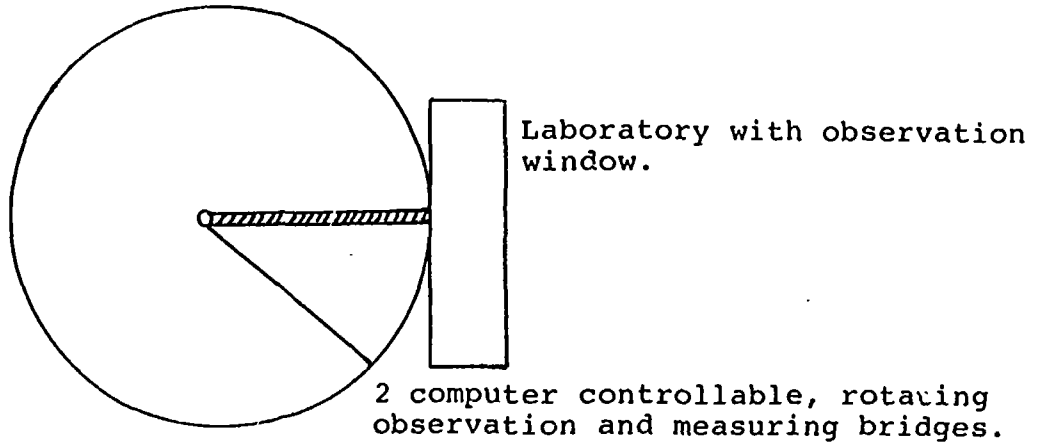 Laboratory with observation
window.
2 computer controllable, rotating
observation and measuring bridges.